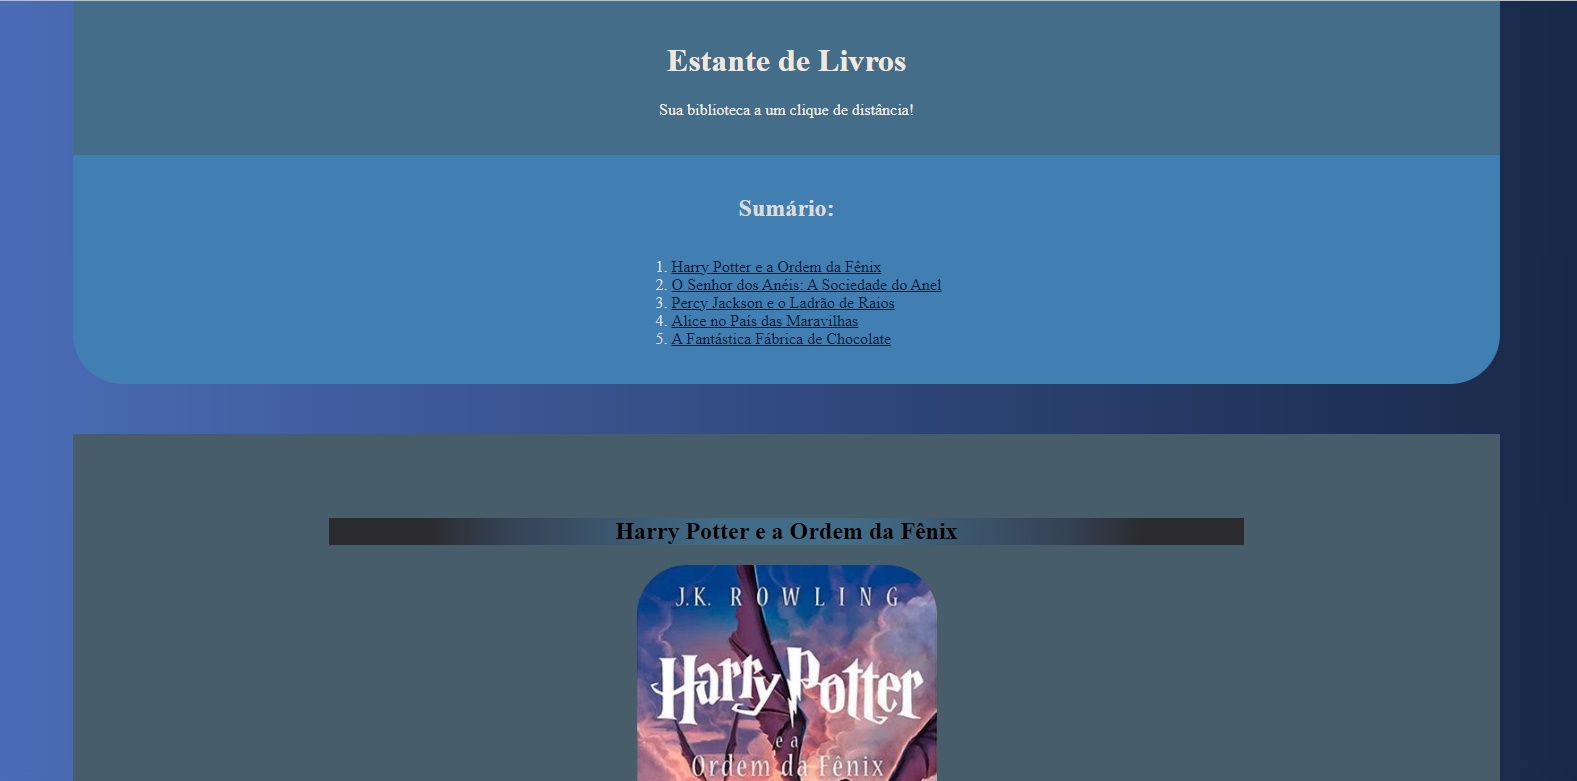 Estante de Livros
Sua biblioteca a um clique de distância!
Sumário:
1. Harry Potter e a Ordem da Fênix
2. O Senhor dos Anéis: A Sociedade do Anel
3. Percy Jackson e o Ladrão de Raios
4. Alice no País das Maravilhas
5. A Fantástica Fábrica de Chocolate
Harry Potter e a Ordem da Fênix
J.K. ROWLING
Harry Potter
e a
Ordem da Fênix